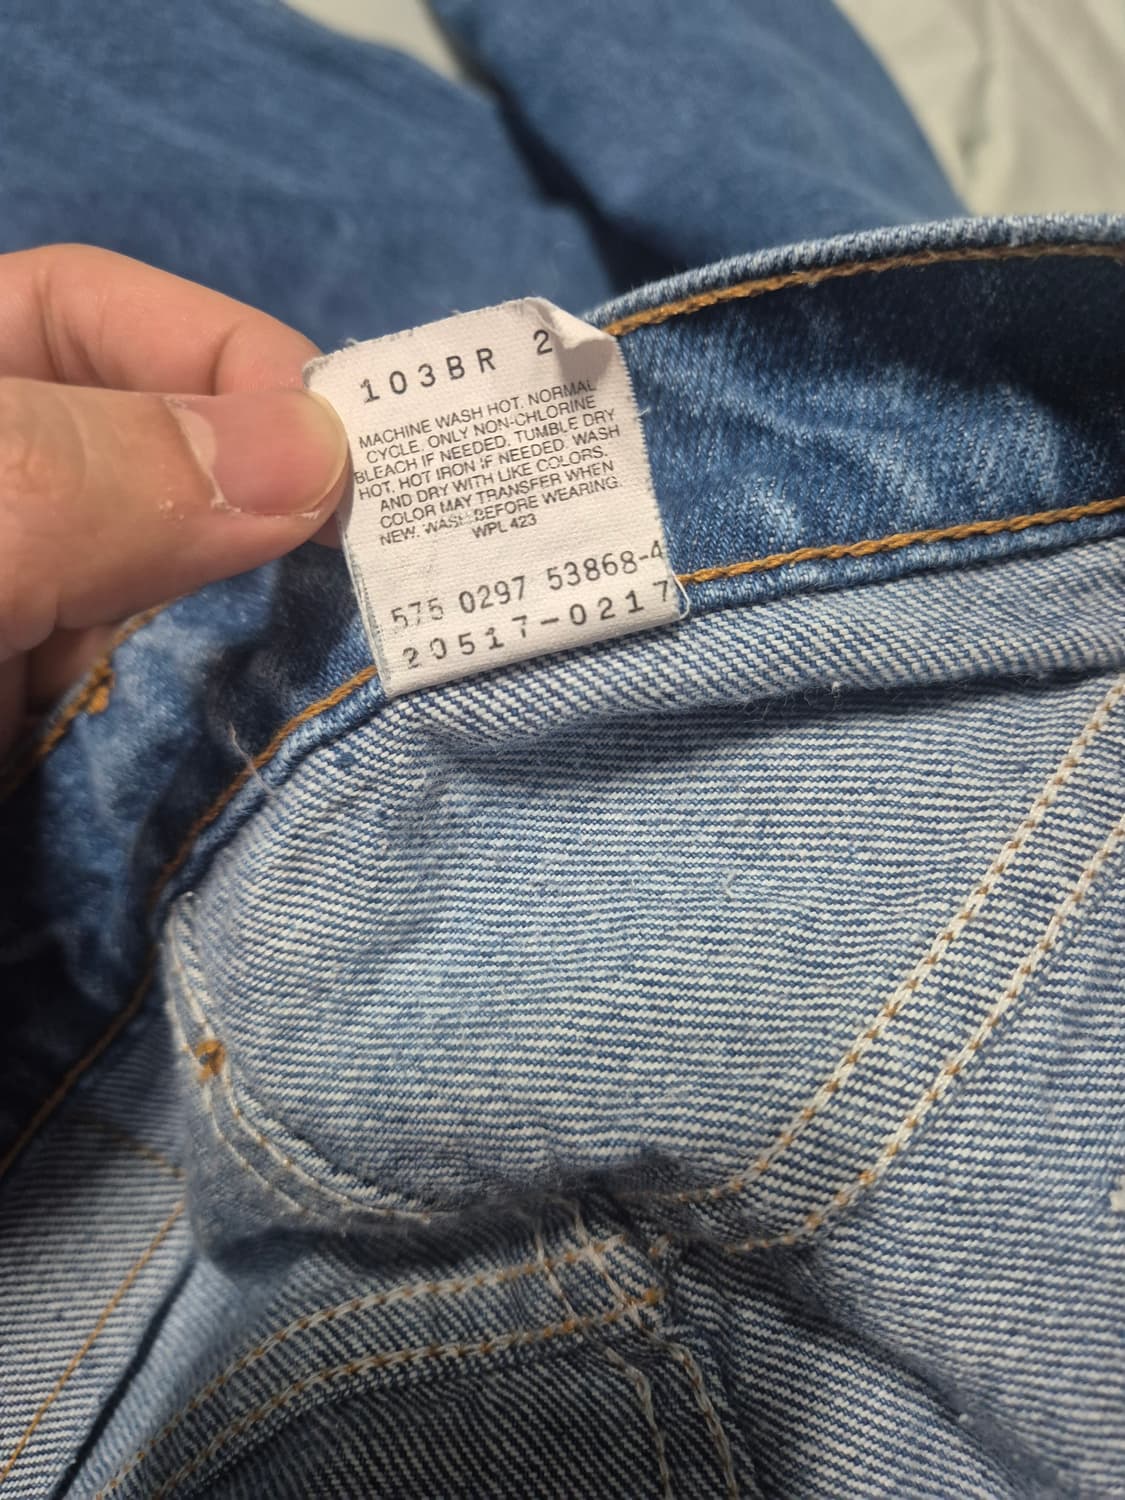 103BR 2
MACHINE WASH HOT, NORMAL
CYCLE. ONLY NON-CHLORINE
BLEACH IF NEEDED. TUMBLE DRY
HOT, HOT IRON IF NEEDED. WASH
AND DRY WITH LIKE COLORS.
COLOR MAY TRANSFER WHEN
NEW. WASH BEFORE WEARING.
WPL 423
575 0297 53868-4
20517-0217